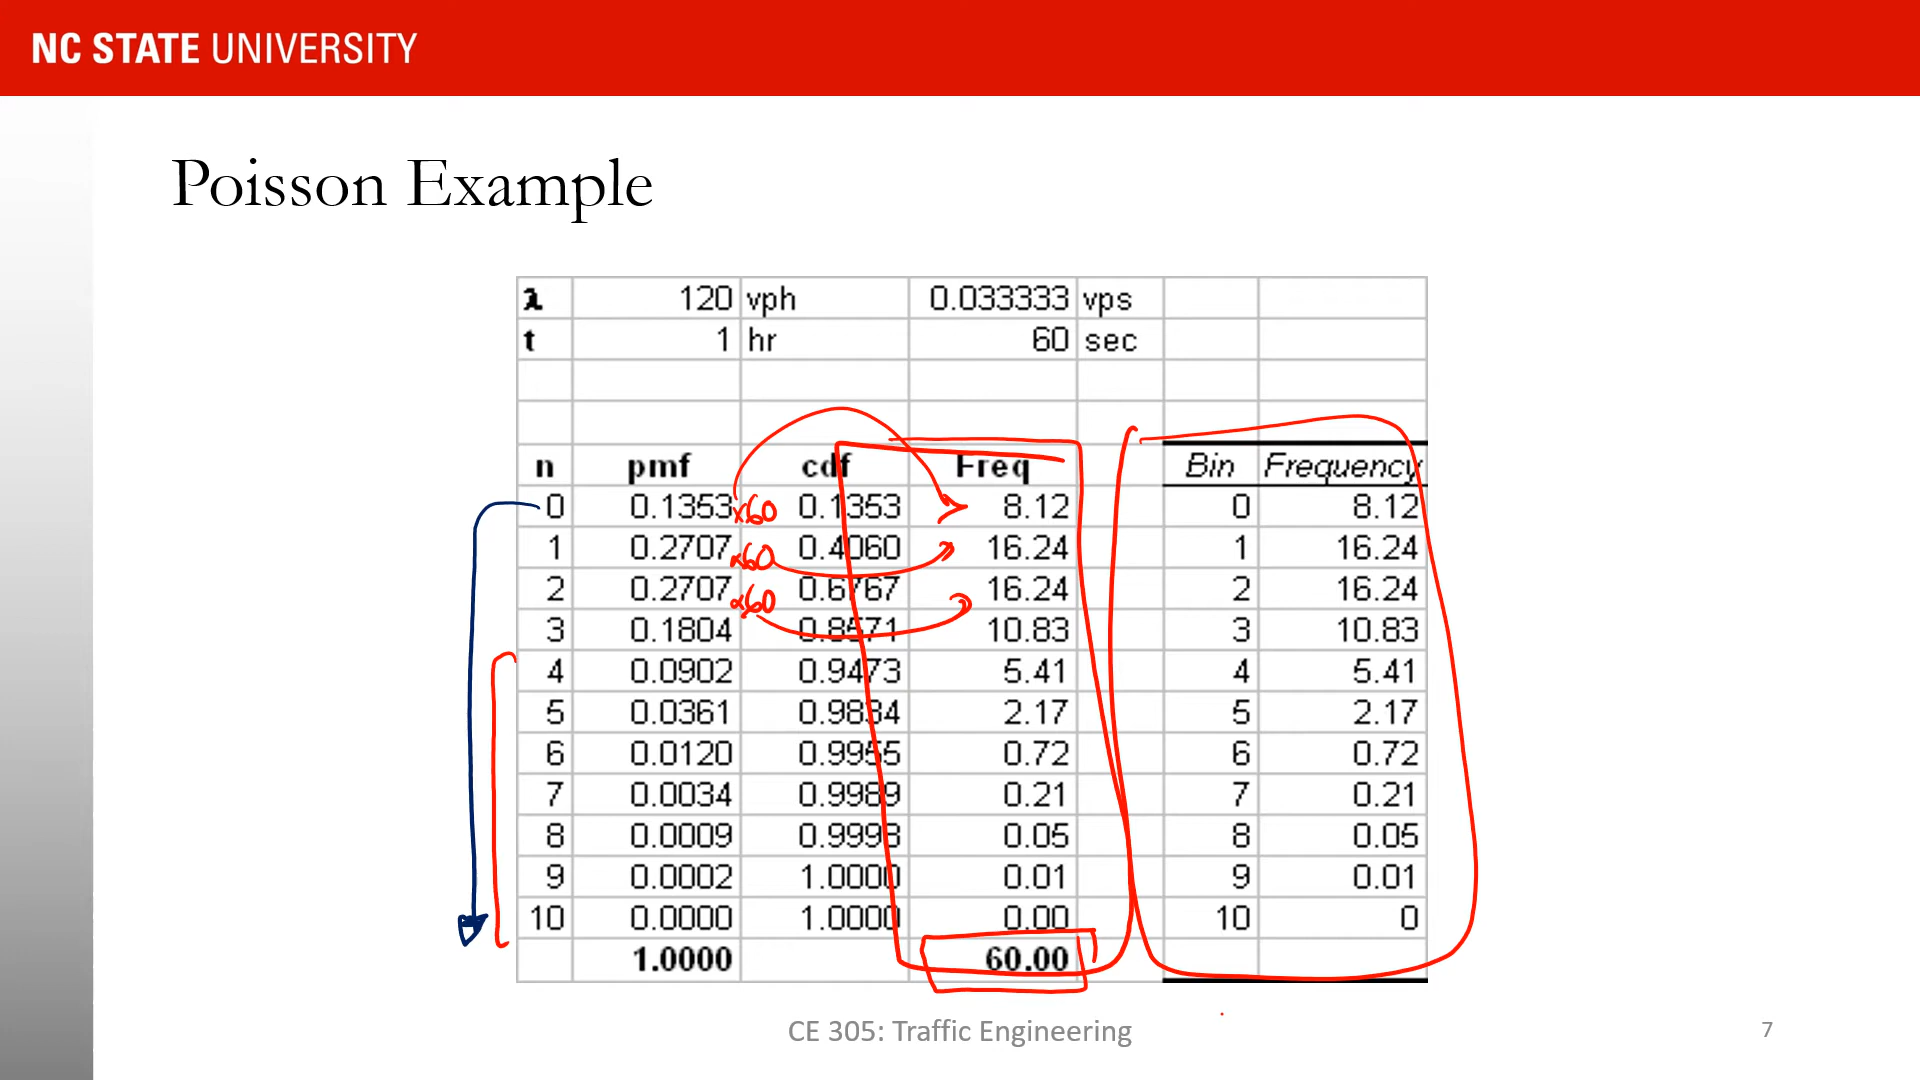 NC STATE UNIVERSITY
Poisson Example
λ 120 vph 0.033333 vps
t 1 hr 60 sec
n pmf cdf Freq Bin Frequency
0 0.1353 x60 0.1353 8.12 0 8.12
1 0.2707 x60 0.4060 16.24 1 16.24
2 0.2707 x60 0.6767 16.24 2 16.24
3 0.1804 0.8571 10.83 3 10.83
4 0.0902 0.9473 5.41 4 5.41
5 0.0361 0.9834 2.17 5 2.17
6 0.0120 0.9955 0.72 6 0.72
7 0.0034 0.9989 0.21 7 0.21
8 0.0009 0.9998 0.05 8 0.05
9 0.0002 1.0000 0.01 9 0.01
10 0.0000 1.0000 0.00 10 0
1.0000 60.00
CE 305: Traffic Engineering
7